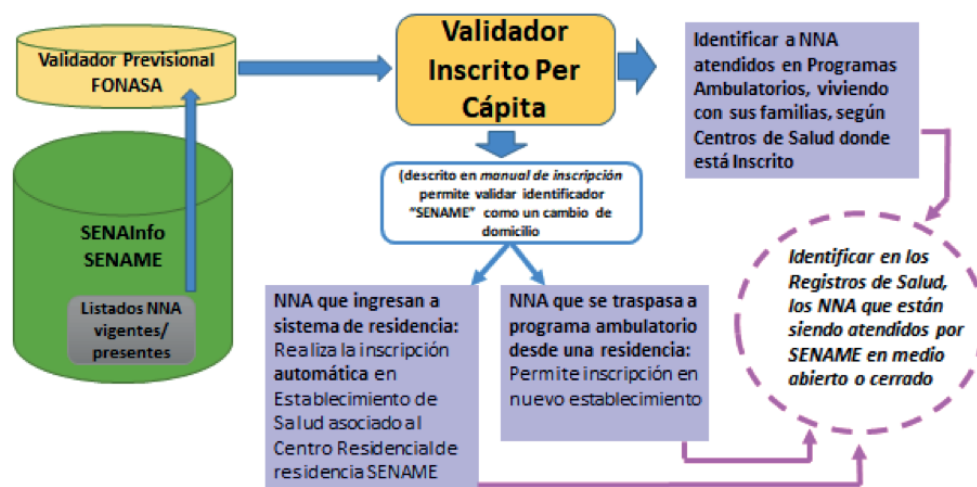 Validador Previsional
FONASA
Validador
Inscrito Per
Cápita
Identificar a NNA
atendidos en Programas
Ambulatorios, viviendo
con sus familias, según
Centros de Salud donde
está Inscrito
(descrito en manual de inscripción
permite validar identificador
"SENAME" como un cambio de
domicilio
SENAInfo
SENAME
Listados NNA
vigentes/
presentes
NNA que ingresan a
sistema de residencia:
Realiza la inscripción
automática en
Establecimiento de
Salud asociado al
Centro Residencial de
residencia SENAME
NNA que se traspasa a
programa ambulatorio
desde una residencia:
Permite inscripción en
nuevo establecimiento
Identificar en los
Registros de Salud,
los NNA que están
siendo atendidos por
SENAME en medio
abierto o cerrado